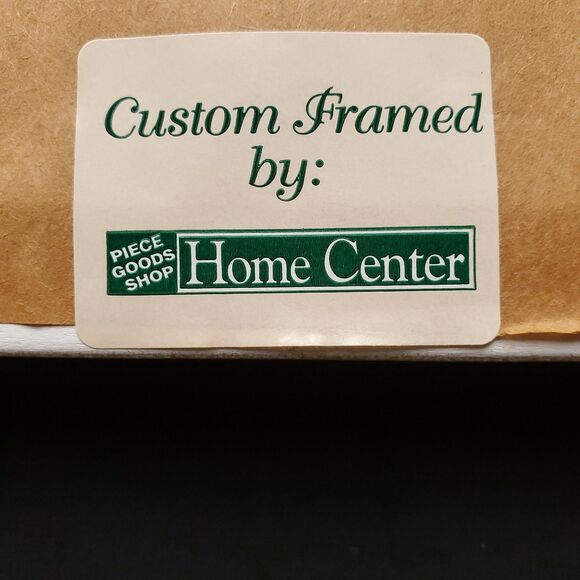 Custom Framed
by:
PIECE
GOODS
SHOP
Home Center